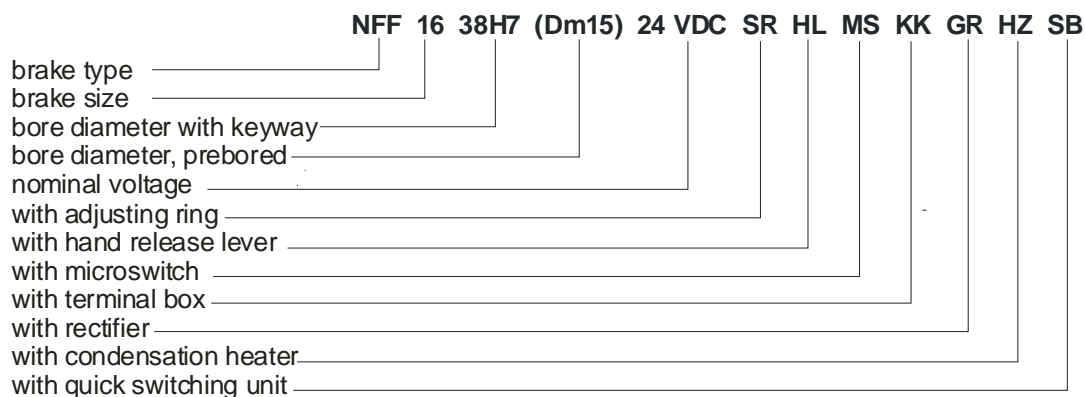 NFF 16 38H7 (Dm15) 24 VDC SR HL MS KK GR HZ SB
brake type
brake size
bore diameter with keyway
bore diameter, prebored
nominal voltage
with adjusting ring
with hand release lever
with microswitch
with terminal box
with rectifier
with condensation heater
with quick switching unit